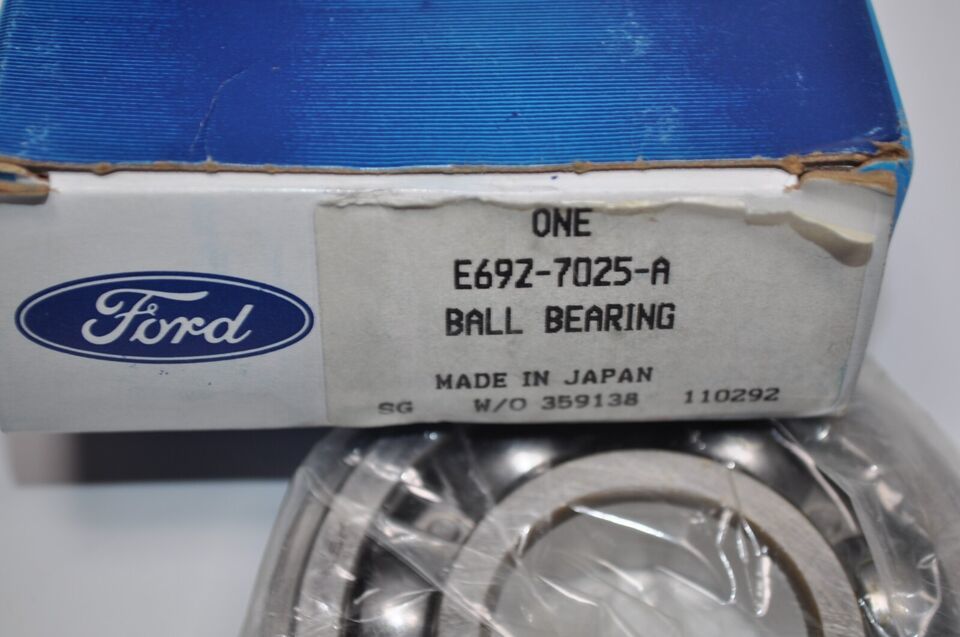 ONE
E69Z-7025-A
Ford
BALL BEARING
MADE IN JAPAN
SG W/O 359138 110292